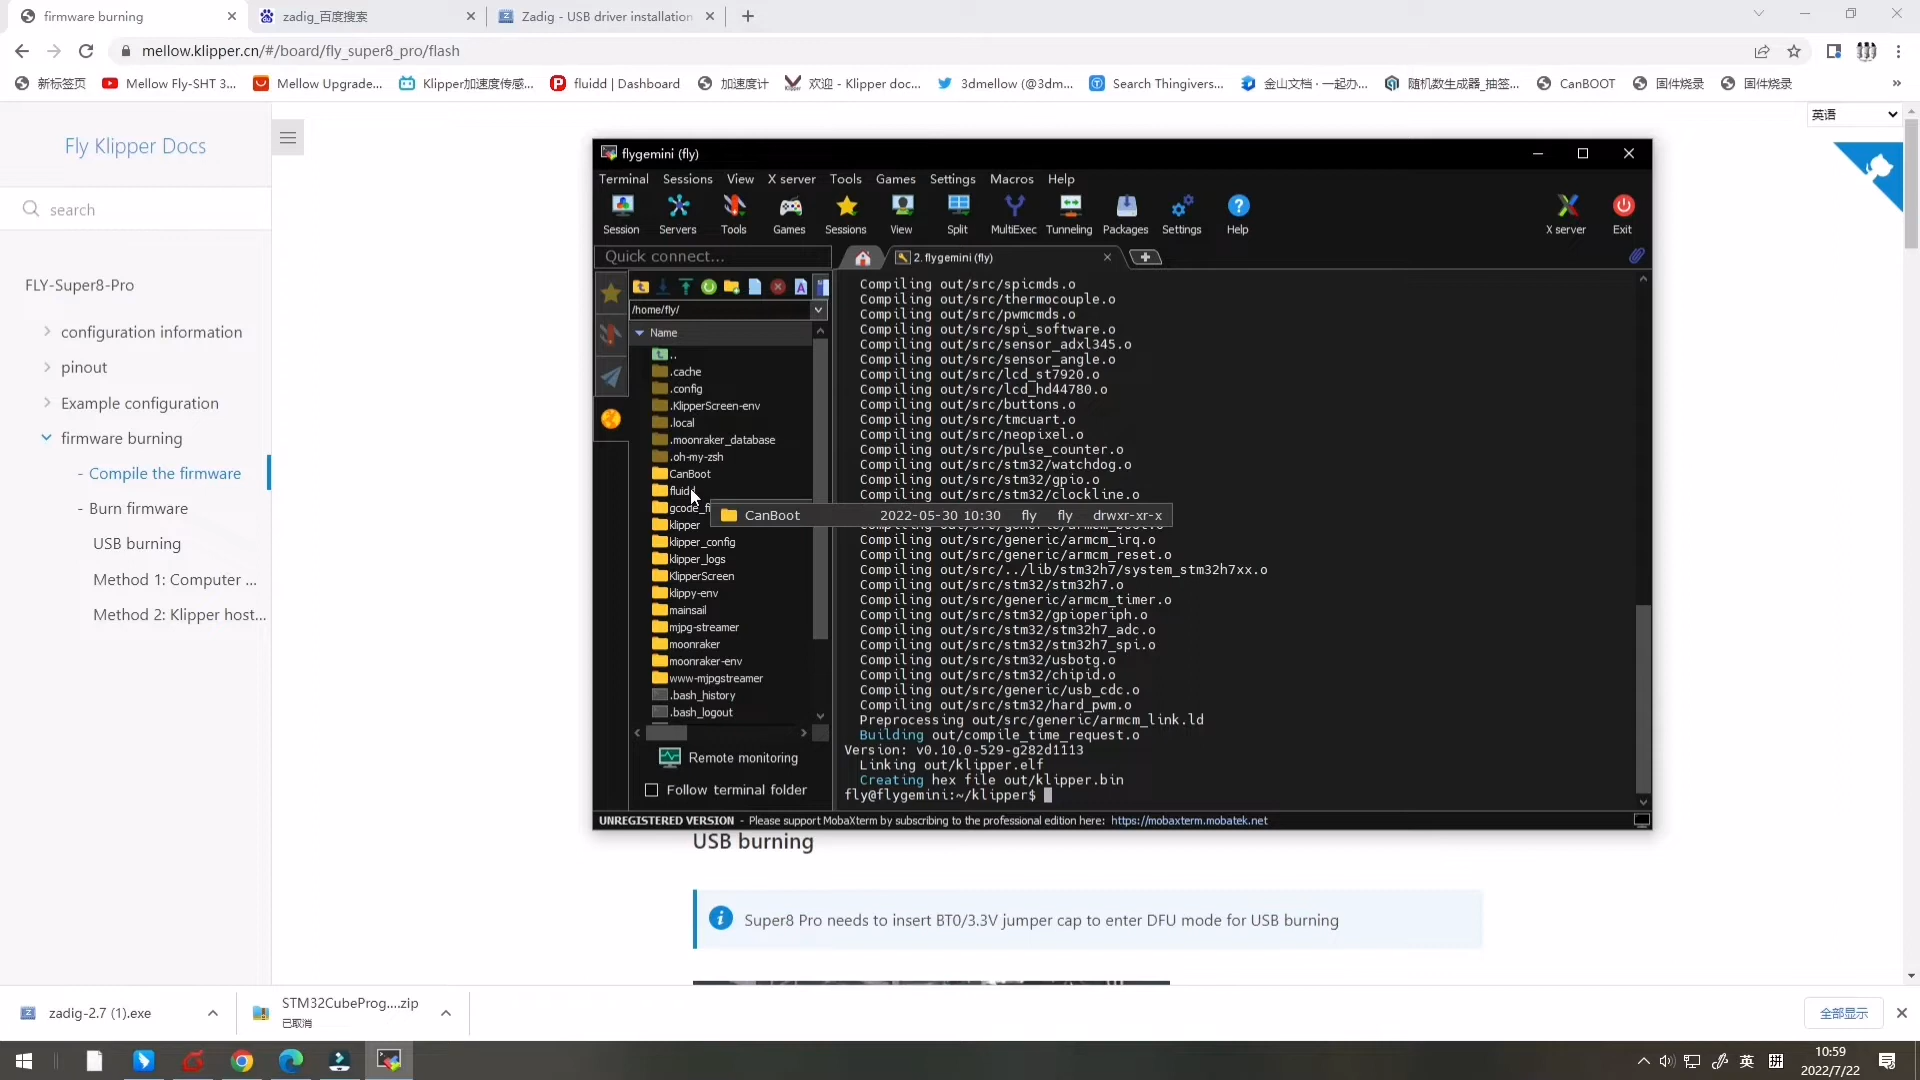 firmware burning
zadig_百度搜索
Zadig - USB driver installation
mellow.klipper.cn/#/board/fly_super8_pro/flash
新标签页
Mellow Fly-SHT 3...
Mellow Upgrade...
Klipper加速度传感...
fluidd | Dashboard
加速度计
欢迎 - Klipper doc...
3dmellow (@3dm...
Search Thingivers...
金山文档 · 一起办...
随机数生成器_抽签...
CanBOOT
固件烧录
固件烧录
»
英语
Fly Klipper Docs
search
FLY-Super8-Pro
configuration information
pinout
Example configuration
firmware burning
- Compile the firmware
- Burn firmware
USB burning
Method 1: Computer ...
Method 2: Klipper host...
flygemini (fly)
Terminal Sessions View X server Tools Games Settings Macros Help
Session Servers Tools Games Sessions View Split MultiExec Tunneling Packages Settings Help
X server Exit
Quick connect...
2. flygemini (fly)
/home/fly/
Name
..
.cache
.config
.KlipperScreen-env
.local
.moonraker_database
.oh-my-zsh
CanBoot
klipper
klipper_config
klipper_logs
KlipperScreen
klippy-env
mainsail
mjpg-streamer
moonraker
moonraker-env
www-mjpgstreamer
.bash_history
.bash_logout
CanBoot 2022-05-30 10:30 fly fly drwxr-xr-x
Remote monitoring
Follow terminal folder
Compiling out/src/spicmds.o
Compiling out/src/thermocouple.o
Compiling out/src/pwmcmds.o
Compiling out/src/spi_software.o
Compiling out/src/sensor_adxl345.o
Compiling out/src/sensor_angle.o
Compiling out/src/lcd_st7920.o
Compiling out/src/lcd_hd44780.o
Compiling out/src/buttons.o
Compiling out/src/tmcuart.o
Compiling out/src/neopixel.o
Compiling out/src/pulse_counter.o
Compiling out/src/stm32/watchdog.o
Compiling out/src/stm32/gpio.o
Compiling out/src/stm32/clockline.o
Compiling out/src/generic/armcm_irq.o
Compiling out/src/generic/armcm_reset.o
Compiling out/src/../lib/stm32h7/system_stm32h7xx.o
Compiling out/src/stm32/stm32h7.o
Compiling out/src/generic/armcm_timer.o
Compiling out/src/stm32/gpioperiph.o
Compiling out/src/stm32/stm32h7_adc.o
Compiling out/src/stm32/stm32h7_spi.o
Compiling out/src/stm32/usbotg.o
Compiling out/src/stm32/chipid.o
Compiling out/src/generic/usb_cdc.o
Compiling out/src/stm32/hard_pwm.o
Preprocessing out/src/generic/armcm_link.ld
Building out/compile_time_request.o
Version: v0.10.0-529-g282d1113
Linking out/klipper.elf
Creating hex file out/klipper.bin
fly@flygemini:~/klipper$
UNREGISTERED VERSION - Please support MobaXterm by subscribing to the professional edition here: https://mobaxterm.mobatek.net
USB burning
Super8 Pro needs to insert BT0/3.3V jumper cap to enter DFU mode for USB burning
zadig-2.7 (1).exe
STM32CubeProg....zip
已取消
全部显示
英
10:59
2022/7/22